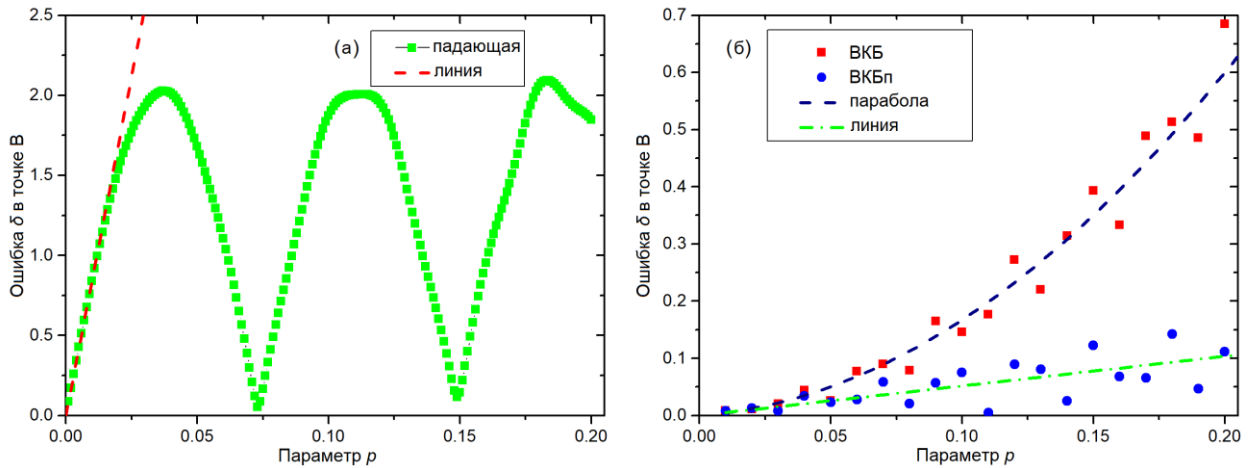 (а)
падающая
линия
Ошибка δ в точке В
2.5
2.0
1.5
1.0
0.5
0.0
0.00 0.05 0.10 0.15 0.20
Параметр p
(б)
ВКБ
ВКБп
парабола
линия
Ошибка δ в точке В
0.7
0.6
0.5
0.4
0.3
0.2
0.1
0.0
0.00 0.05 0.10 0.15 0.20
Параметр p